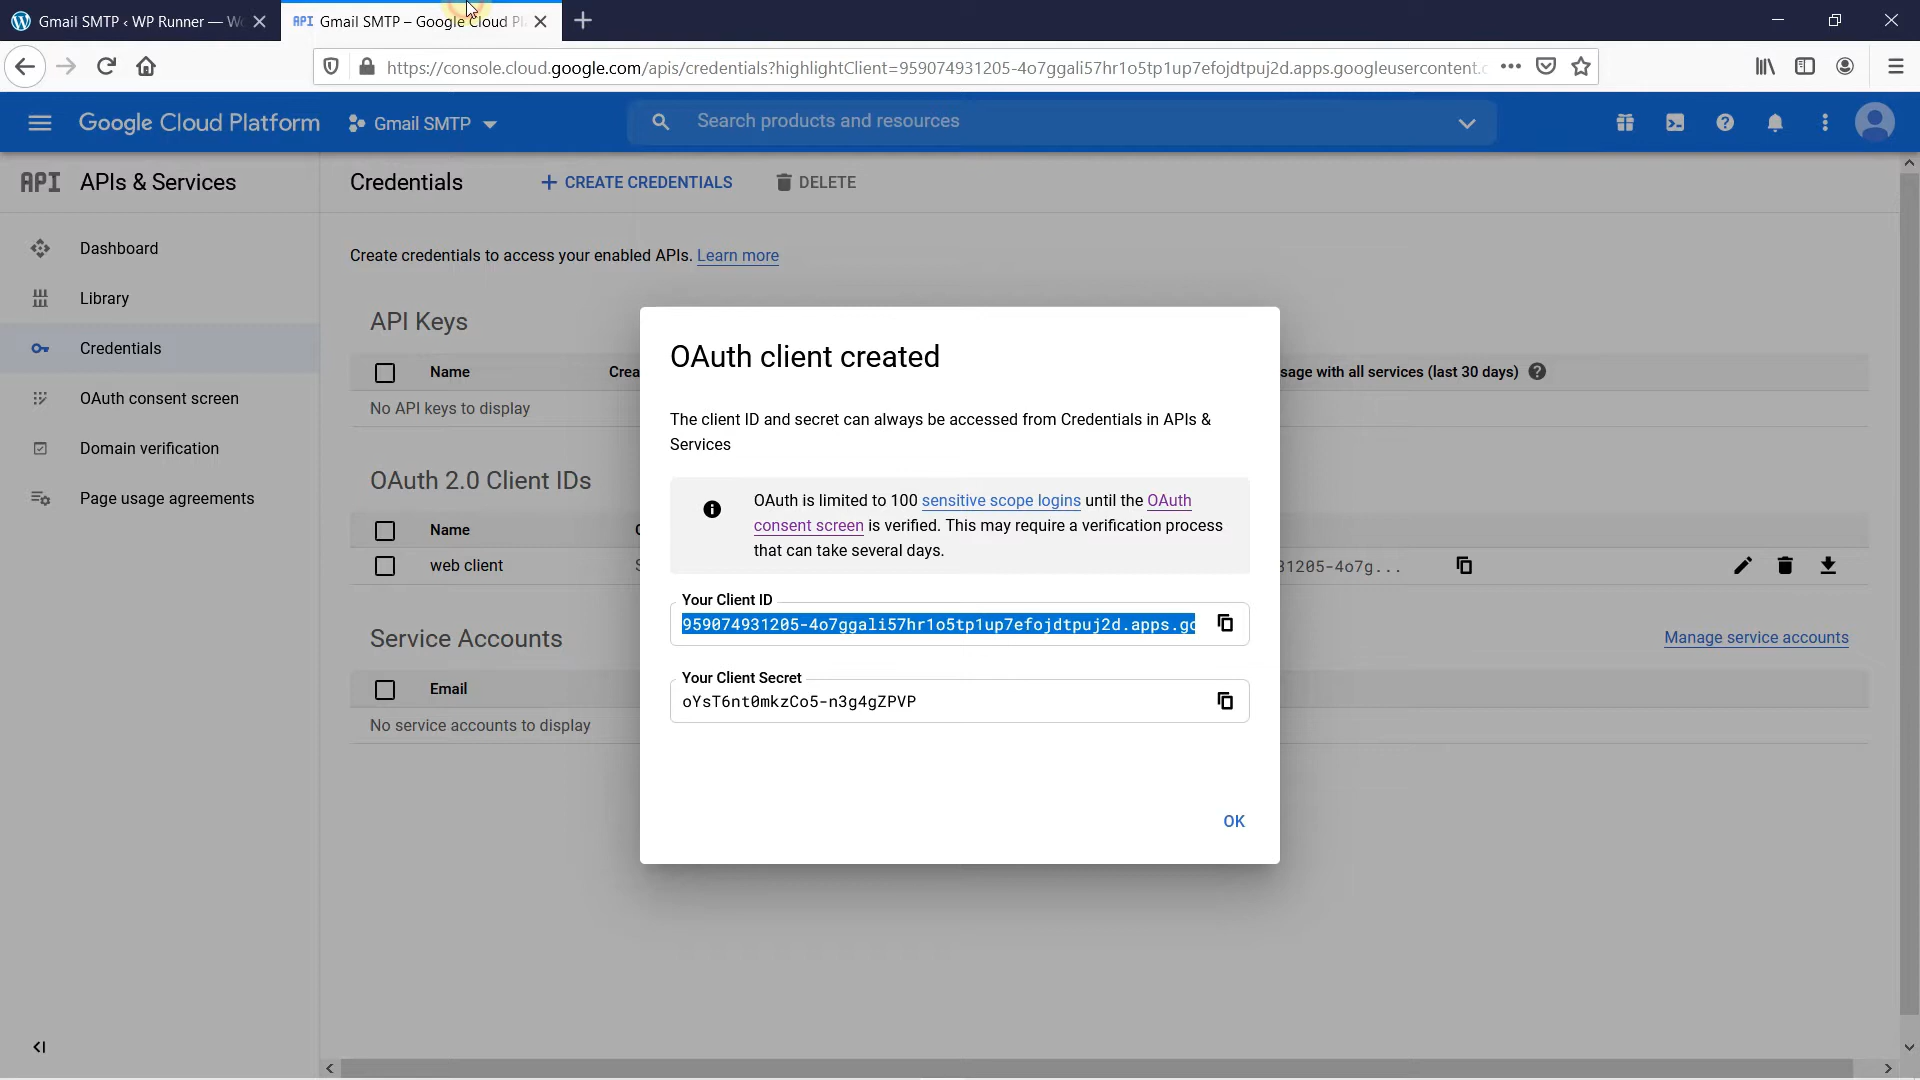 Gmail SMTP ‹ WP Runner — Wo
API Gmail SMTP – Google Cloud Pl
https://console.cloud.google.com/apis/credentials?highlightClient=959074931205-4o7ggali57hr1o5tp1up7efojdtpuj2d.apps.googleusercontent.c
Google Cloud Platform
Gmail SMTP
Search products and resources
API APIs & Services
Credentials
+ CREATE CREDENTIALS
DELETE
Dashboard
Library
Credentials
OAuth consent screen
Domain verification
Page usage agreements
Create credentials to access your enabled APIs. Learn more
API Keys
Name Crea sage with all services (last 30 days)
No API keys to display
OAuth 2.0 Client IDs
Name
web client 31205-4o7g...
Service Accounts
Manage service accounts
Email
No service accounts to display
OAuth client created
The client ID and secret can always be accessed from Credentials in APIs &
Services
OAuth is limited to 100 sensitive scope logins until the OAuth
consent screen is verified. This may require a verification process
that can take several days.
Your Client ID
959074931205-4o7ggali57hr1o5tp1up7efojdtpuj2d.apps.go
Your Client Secret
oYsT6nt0mkzCo5-n3g4gZPVP
OK